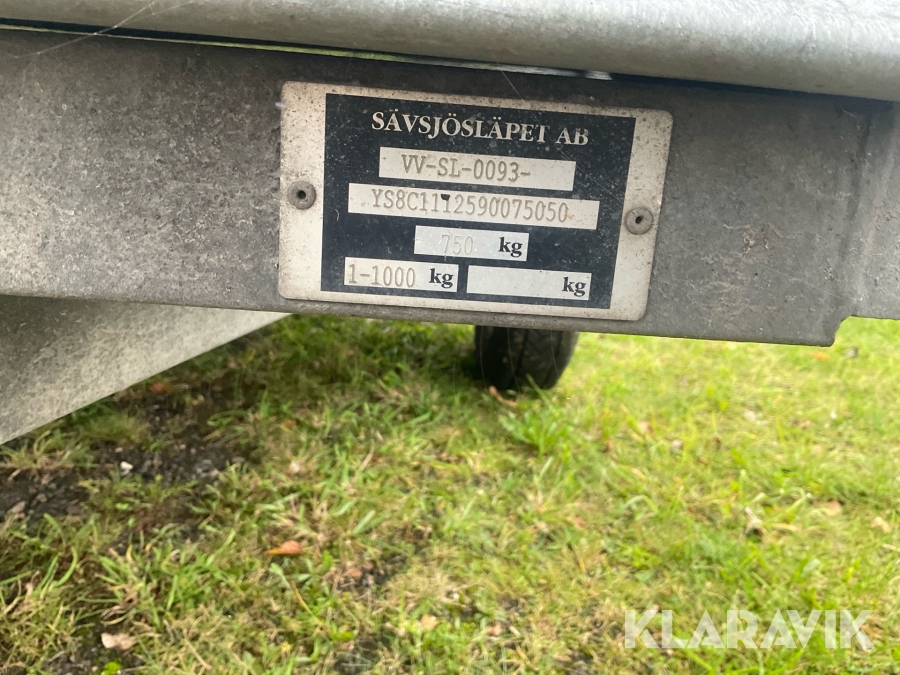 SÄVSJÖSLÄPET AB
VV-SL-0093-
YS8C1112590075050
750 kg
1-1000 kg kg
KLARAVIK